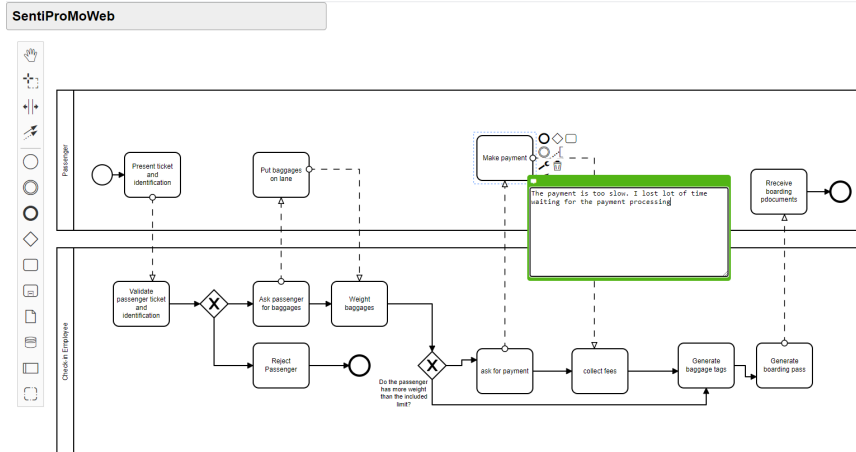 SentiProMoWeb
Passenger
Present ticket
and
identification
Put baggages
on lane
Make payment
The payment is too slow. I lost lot of time
waiting for the payment processing
Rreceive
boarding
pdocuments
Check in Employee
Validate
passenger ticket
and
identification
X
Ask passenger
for baggages
Weight
baggages
Reject
Passenger
X
Do the passenger
has more weight
than the included
limit?
ask for payment
collect fees
Generate
baggage tags
Generate
boarding pass